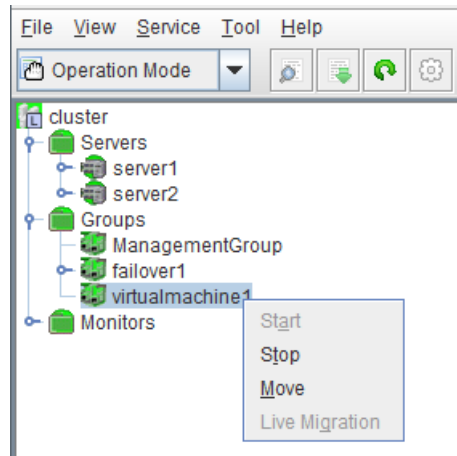 File View Service Tool Help
Operation Mode
L cluster
Servers
server1
server2
Groups
ManagementGroup
failover1
virtualmachine1
Monitors
Start
Stop
Move
Live Migration